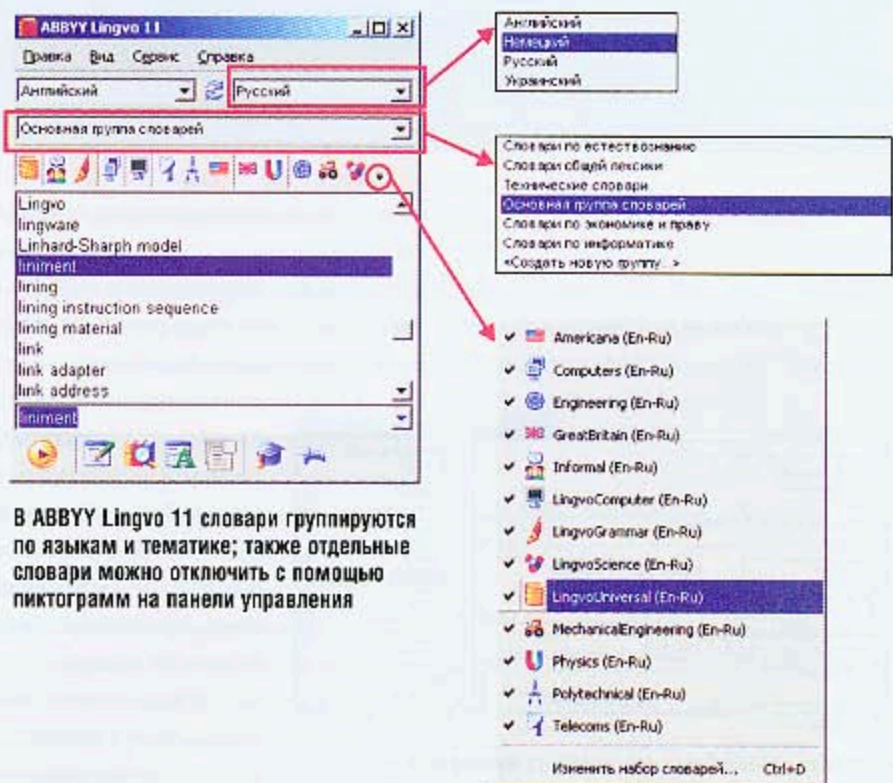 ABBYY Lingvo 11
Правка Вид Сервис Справка
Английский Русский
Основная группа словарей
Lingvo
lingware
Linhard-Sharph model
liniment
lining
lining instruction sequence
lining material
link
link adapter
link address
liniment
В ABBYY Lingvo 11 словари группируются
по языкам и тематике; также отдельные
словари можно отключить с помощью
пиктограмм на панели управления
Английский
Немецкий
Русский
Украинский
Словари по естествознанию
Словари общей лексики
Технические словари
Основная группа словарей
Словари по экономике и праву
Словари по информатике
<Создать новую группу...>
Americana (En-Ru)
Computers (En-Ru)
Engineering (En-Ru)
GreatBritain (En-Ru)
Informal (En-Ru)
LingvoComputer (En-Ru)
LingvoGrammar (En-Ru)
LingvoScience (En-Ru)
LingvoUniversal (En-Ru)
MechanicalEngineering (En-Ru)
Physics (En-Ru)
Polytechnical (En-Ru)
Telecoms (En-Ru)
Изменить набор словарей... Ctrl+D